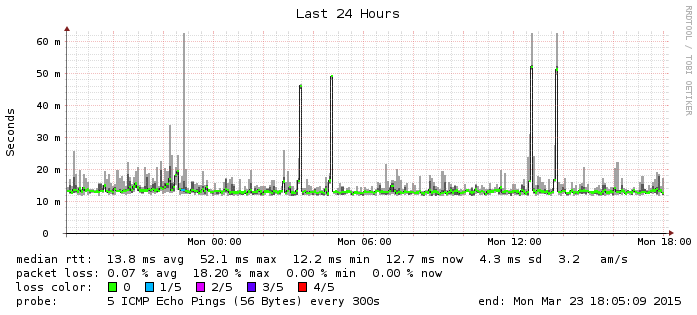 Last 24 Hours
RRDTOOL / TOBI OETIKER
Seconds
60 m
50 m
40 m
30 m
20 m
10 m
0
Mon 00:00 Mon 06:00 Mon 12:00 Mon 18:00
median rtt: 13.8 ms avg 52.1 ms max 12.2 ms min 12.7 ms now 4.3 ms sd 3.2 am/s
packet loss: 0.07 % avg 18.20 % max 0.00 % min 0.00 % now
loss color: 0 1/5 2/5 3/5 4/5
probe: 5 ICMP Echo Pings (56 Bytes) every 300s end: Mon Mar 23 18:05:09 2015